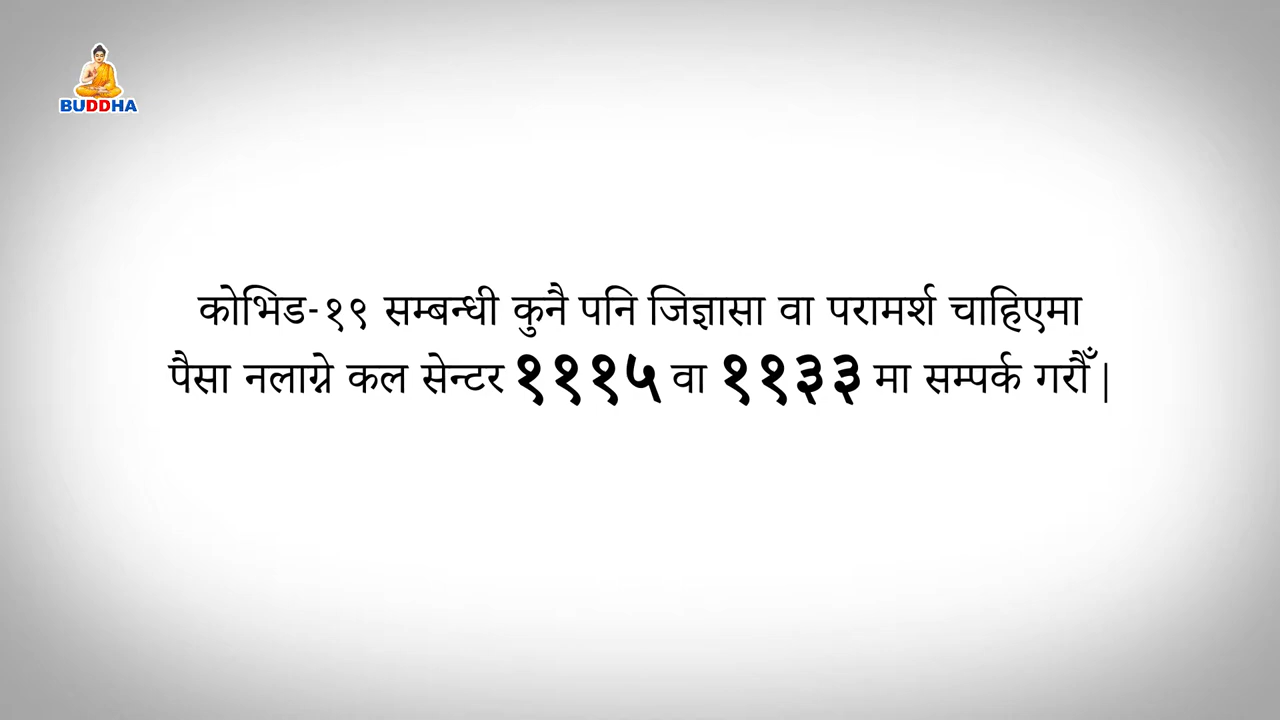 BUDDHA
कोभिड-१९ सम्बन्धी कुनै पनि जिज्ञासा वा परामर्श चाहिएमा
पैसा नलाग्ने कल सेन्टर १११५ वा ११३३ मा सम्पर्क गरौँ |